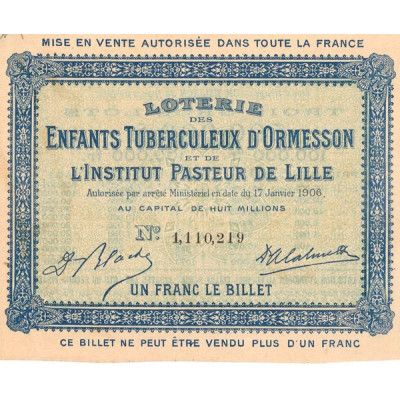 MISE EN VENTE AUTORISÉE DANS TOUTE LA FRANCE
LOTERIE
DES
ENFANTS TUBERCULEUX D'ORMESSON
ET DE
L'INSTITUT PASTEUR DE LILLE
Autorisée par arrêté Ministériel en date du 17 Janvier 1906
AU CAPITAL DE HUIT MILLIONS
No. 1,110,219
UN FRANC LE BILLET
CE BILLET NE PEUT ÊTRE VENDU PLUS D'UN FRANC